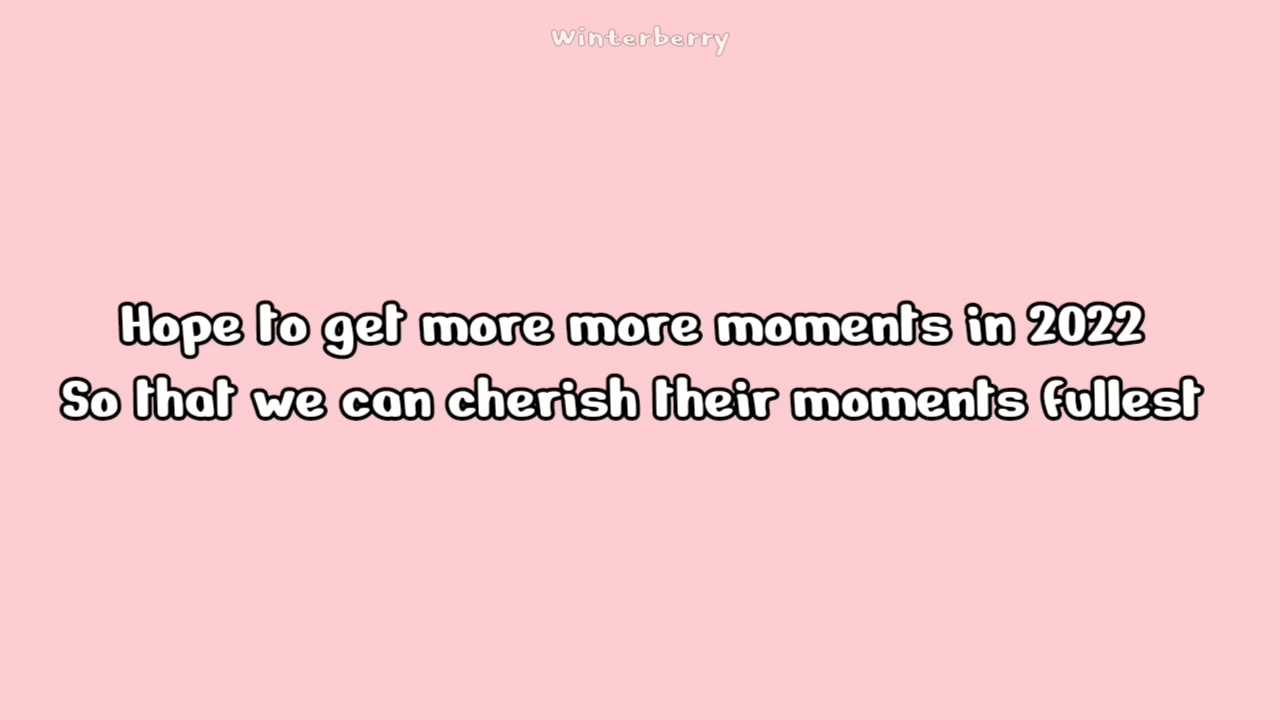 Winterberry
Hope to get more more moments in 2022
So that we can cherish their moments fullest